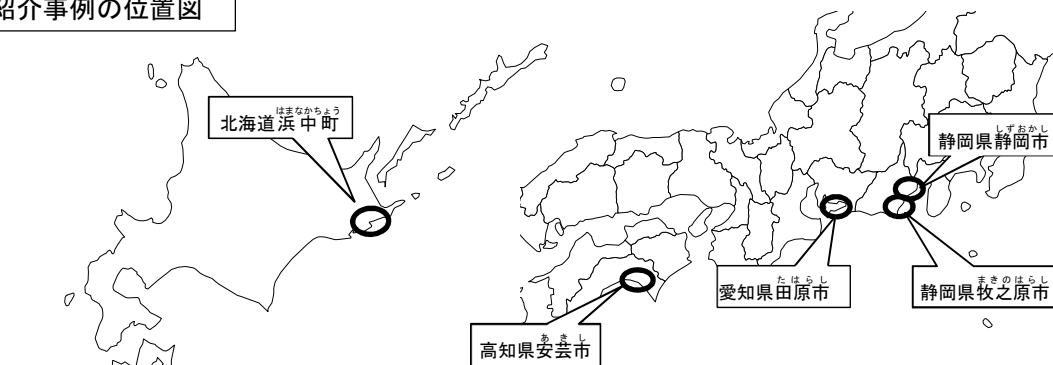 紹介事例の位置図
はまなかちょう
北海道浜中町
しずおかし
静岡県静岡市
たはらし
愛知県田原市
まきのはらし
静岡県牧之原市
あきし
高知県安芸市